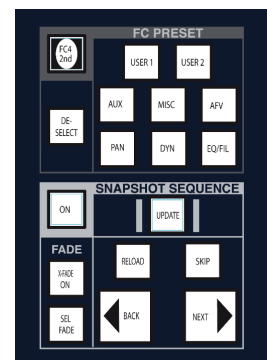 FC PRESET
FC4
2nd
USER 1
USER 2
DE-
SELECT
AUX
MISC
AFV
PAN
DYN
EQ/FIL
SNAPSHOT SEQUENCE
ON
UPDATE
FADE
X-FADE
ON
RELOAD
SKIP
SEL
FADE
BACK
NEXT